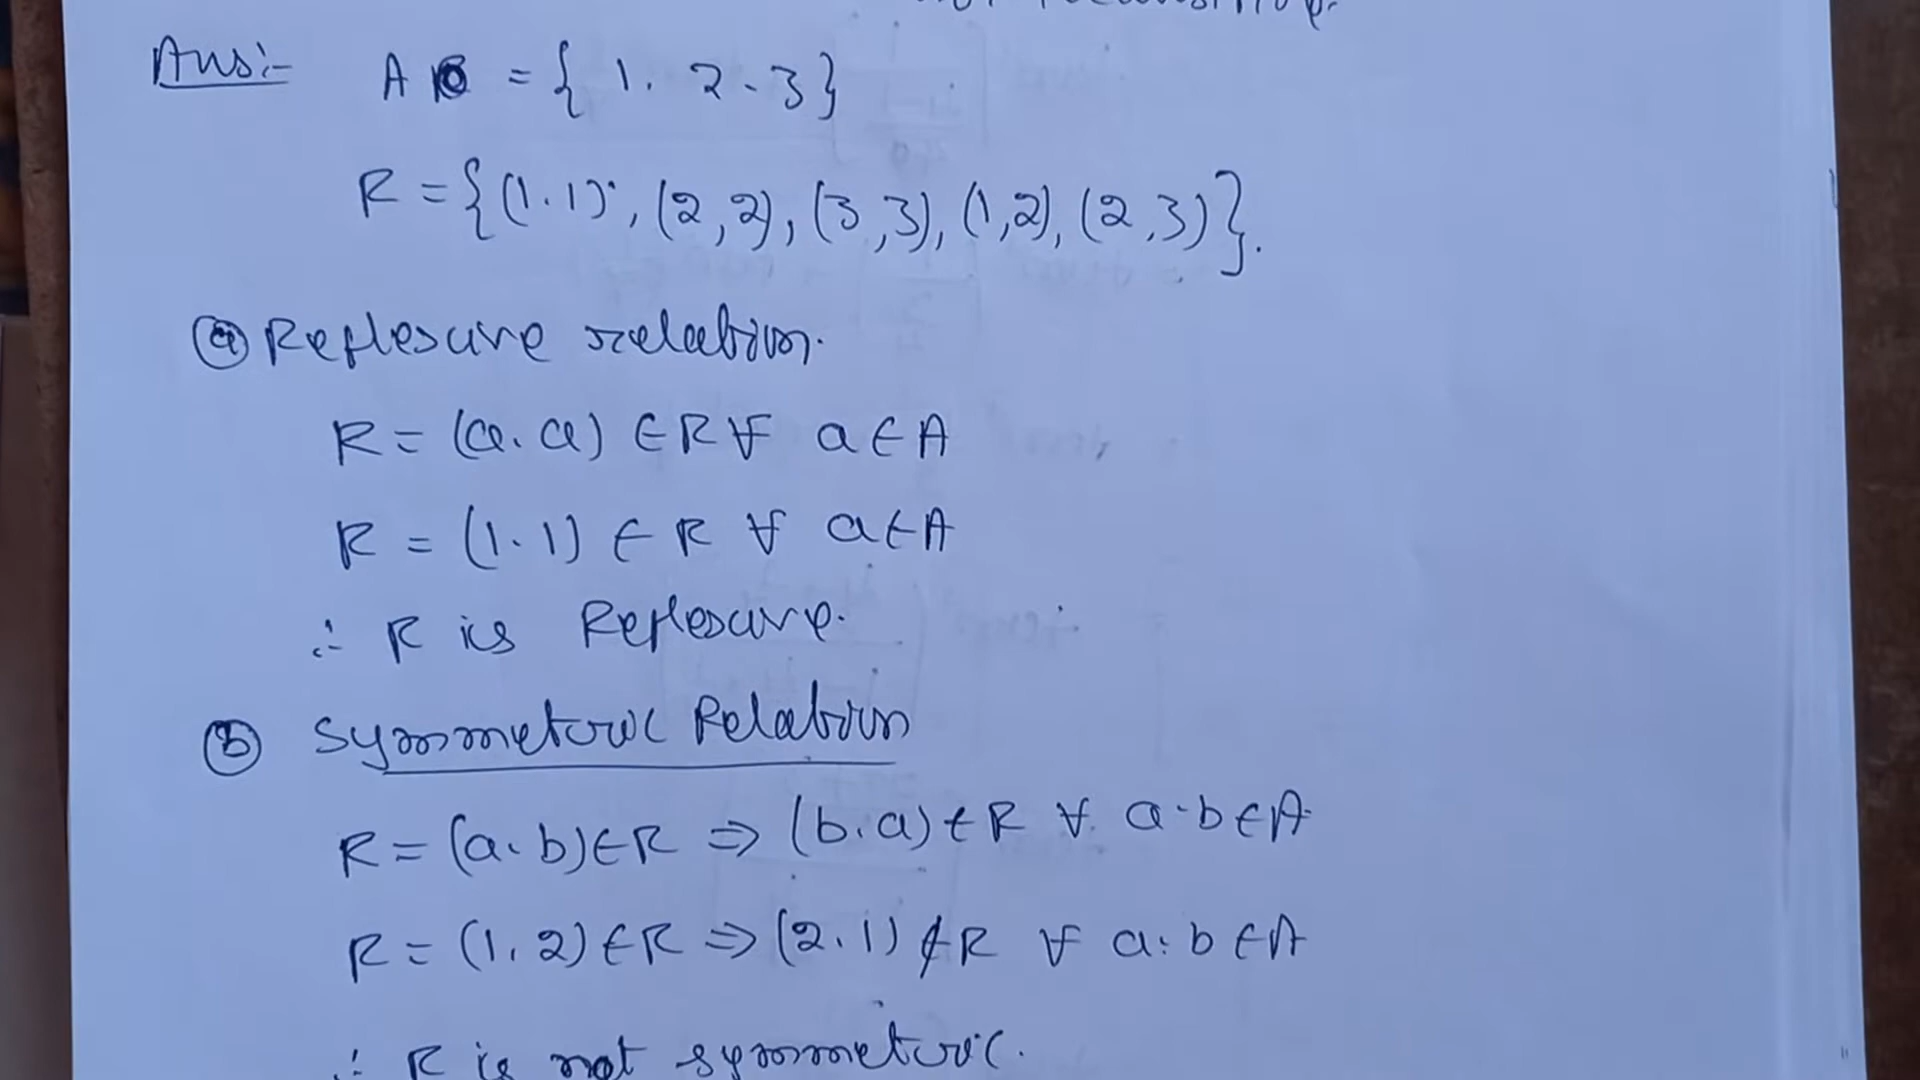 Ans:-  A = { 1. 2. 3}
R = {(1.1), (2,2), (3,3), (1,2), (2,3)}.
(a) Reflexive relation.
R = (a.a) ∈ R ∀ a ∈ A
R = (1.1) ∈ R ∀ a ∈ A
∴ R is Reflexive.
(b) Symmetric Relation
R = (a.b) ∈ R ⇒ (b.a) ∈ R ∀. a.b ∈ A.
R = (1.2) ∈ R ⇒ (2.1) ∉ R ∀ a.b ∈ A
∴ R is not symmetric.